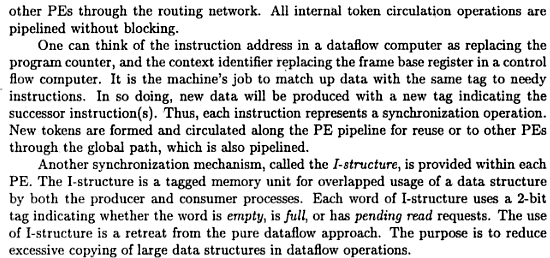 other PEs through the routing network. All internal token circulation operations are
pipelined without blocking.
One can think of the instruction address in a dataflow computer as replacing the
program counter, and the context identifier replacing the frame base register in a control
flow computer. It is the machine's job to match up data with the same tag to needy
instructions. In so doing, new data will be produced with a new tag indicating the
successor instruction(s). Thus, each instruction represents a synchronization operation.
New tokens are formed and circulated along the PE pipeline for reuse or to other PEs
through the global path, which is also pipelined.
Another synchronization mechanism, called the I-structure, is provided within each
PE. The I-structure is a tagged memory unit for overlapped usage of a data structure
by both the producer and consumer processes. Each word of I-structure uses a 2-bit
tag indicating whether the word is empty, is full, or has pending read requests. The use
of I-structure is a retreat from the pure dataflow approach. The purpose is to reduce
excessive copying of large data structures in dataflow operations.